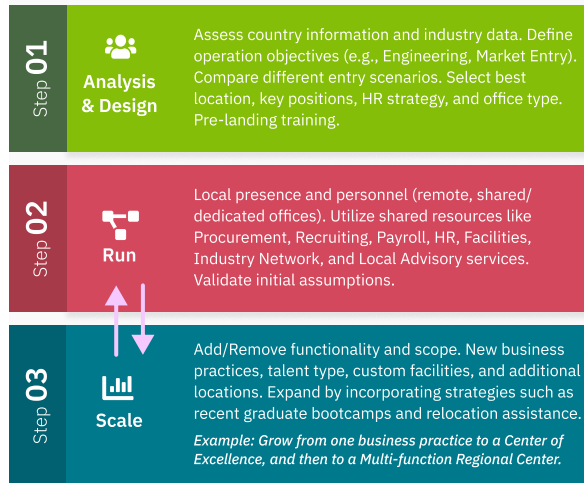 Step 01
Analysis
& Design
Assess country information and industry data. Define
operation objectives (e.g., Engineering, Market Entry).
Compare different entry scenarios. Select best
location, key positions, HR strategy, and office type.
Pre-landing training.
Step 02
Run
Local presence and personnel (remote, shared/
dedicated offices). Utilize shared resources like
Procurement, Recruiting, Payroll, HR, Facilities,
Industry Network, and Local Advisory services.
Validate initial assumptions.
Step 03
Scale
Add/Remove functionality and scope. New business
practices, talent type, custom facilities, and additional
locations. Expand by incorporating strategies such as
recent graduate bootcamps and relocation assistance.
Example: Grow from one business practice to a Center of
Excellence, and then to a Multi-function Regional Center.